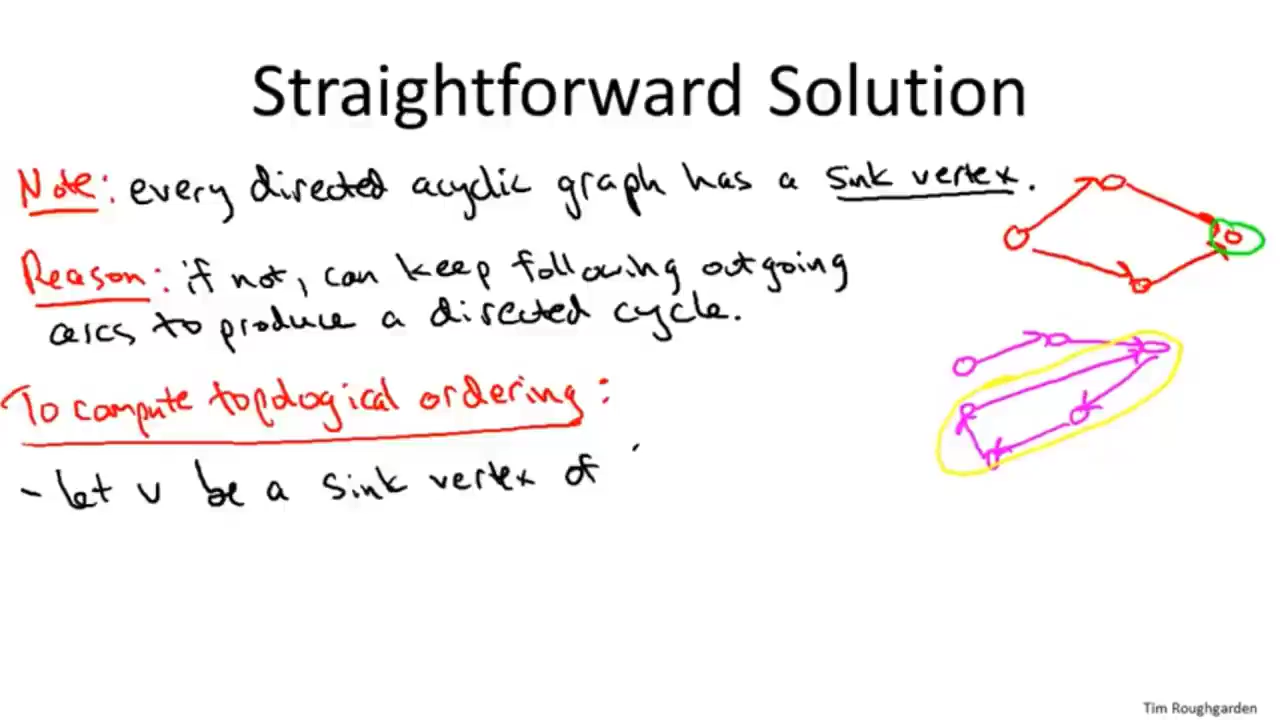 Straightforward Solution
Note: every directed acyclic graph has a sink vertex.
Reason: if not, can keep following outgoing
arcs to produce a directed cycle.
To compute topological ordering:
- let v be a sink vertex of
Tim Roughgarden